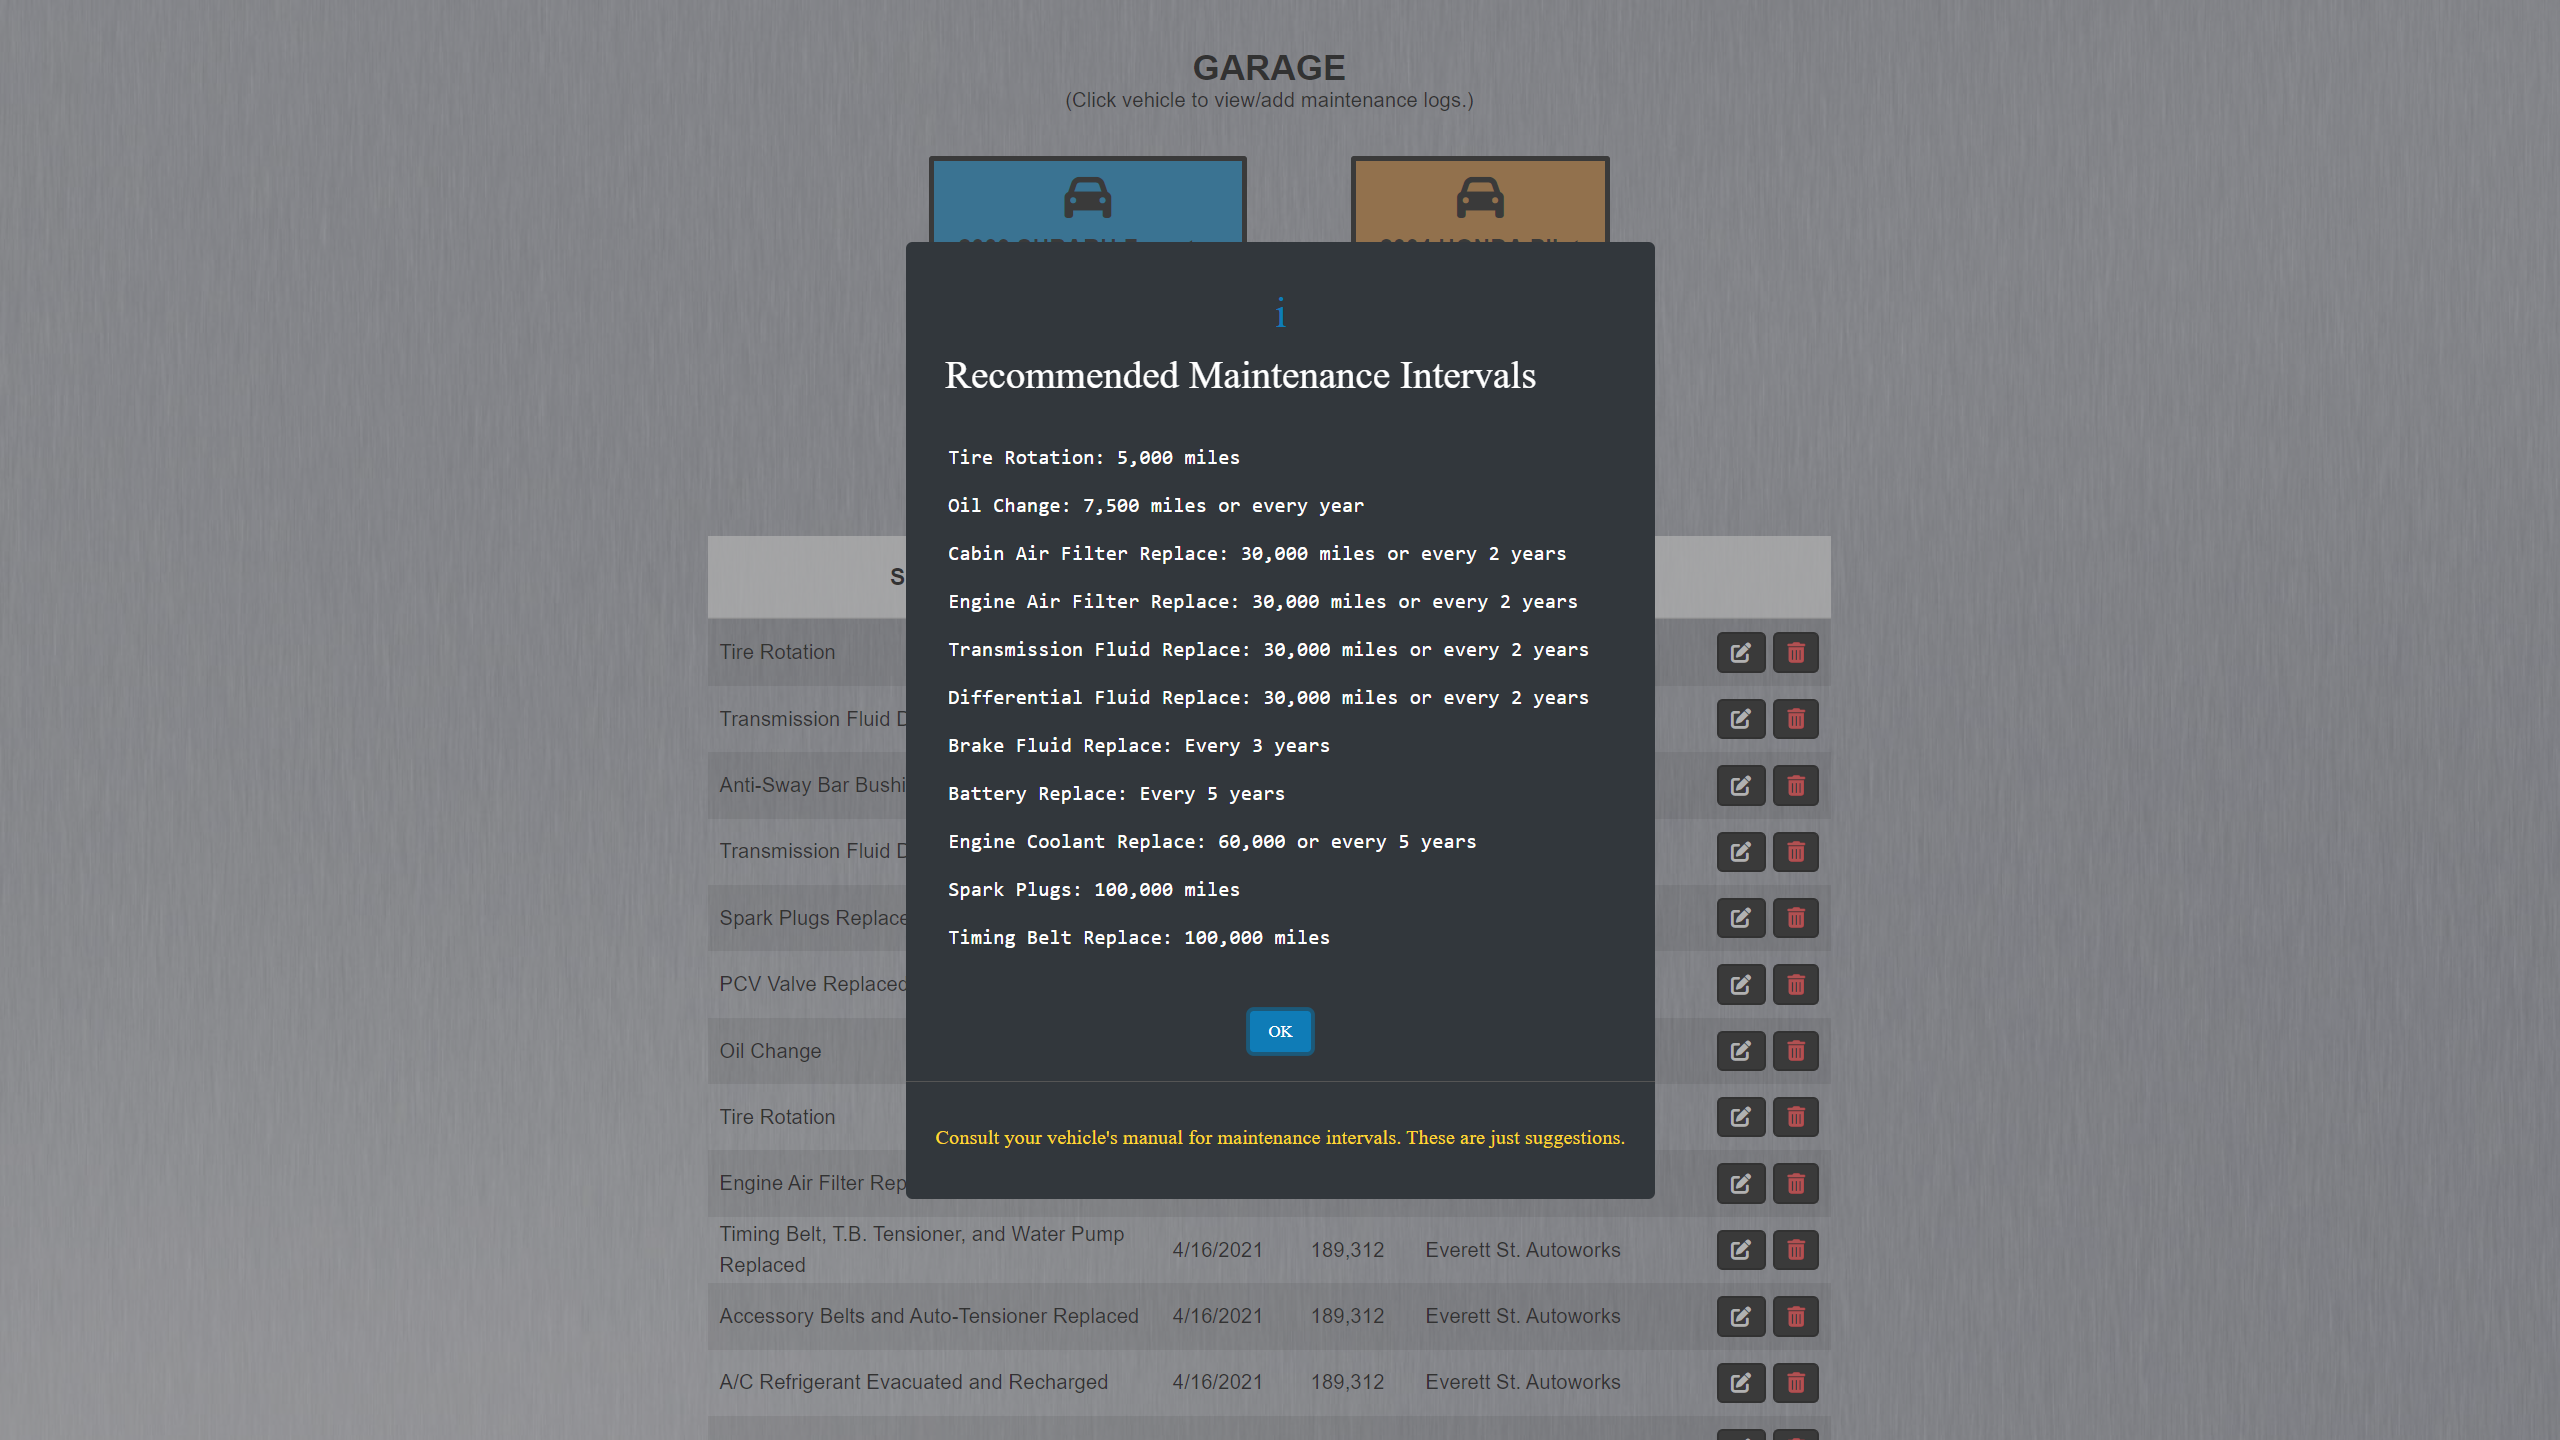 GARAGE
(Click vehicle to view/add maintenance logs.)
i
Recommended Maintenance Intervals
Tire Rotation: 5,000 miles
Oil Change: 7,500 miles or every year
Cabin Air Filter Replace: 30,000 miles or every 2 years
Engine Air Filter Replace: 30,000 miles or every 2 years
Transmission Fluid Replace: 30,000 miles or every 2 years
Differential Fluid Replace: 30,000 miles or every 2 years
Brake Fluid Replace: Every 3 years
Battery Replace: Every 5 years
Engine Coolant Replace: 60,000 or every 5 years
Spark Plugs: 100,000 miles
Timing Belt Replace: 100,000 miles
OK
Consult your vehicle's manual for maintenance intervals. These are just suggestions.
Tire Rotation
Transmission Fluid
Anti-Sway Bar
Transmission Fluid
Spark Plugs
PCV Valve Replaced
Oil Change
Tire Rotation
Engine Air Filter
Timing Belt, T.B. Tensioner, and Water Pump
Replaced 4/16/2021 189,312 Everett St. Autoworks
Accessory Belts and Auto-Tensioner Replaced 4/16/2021 189,312 Everett St. Autoworks
A/C Refrigerant Evacuated and Recharged 4/16/2021 189,312 Everett St. Autoworks